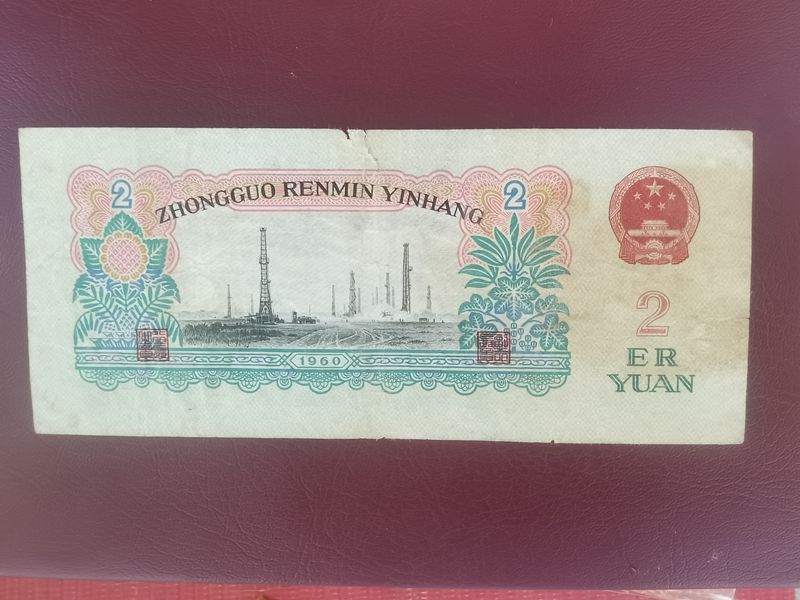 2
2
ZHONGGUO RENMIN YINHANG
1960
2
ER
YUAN